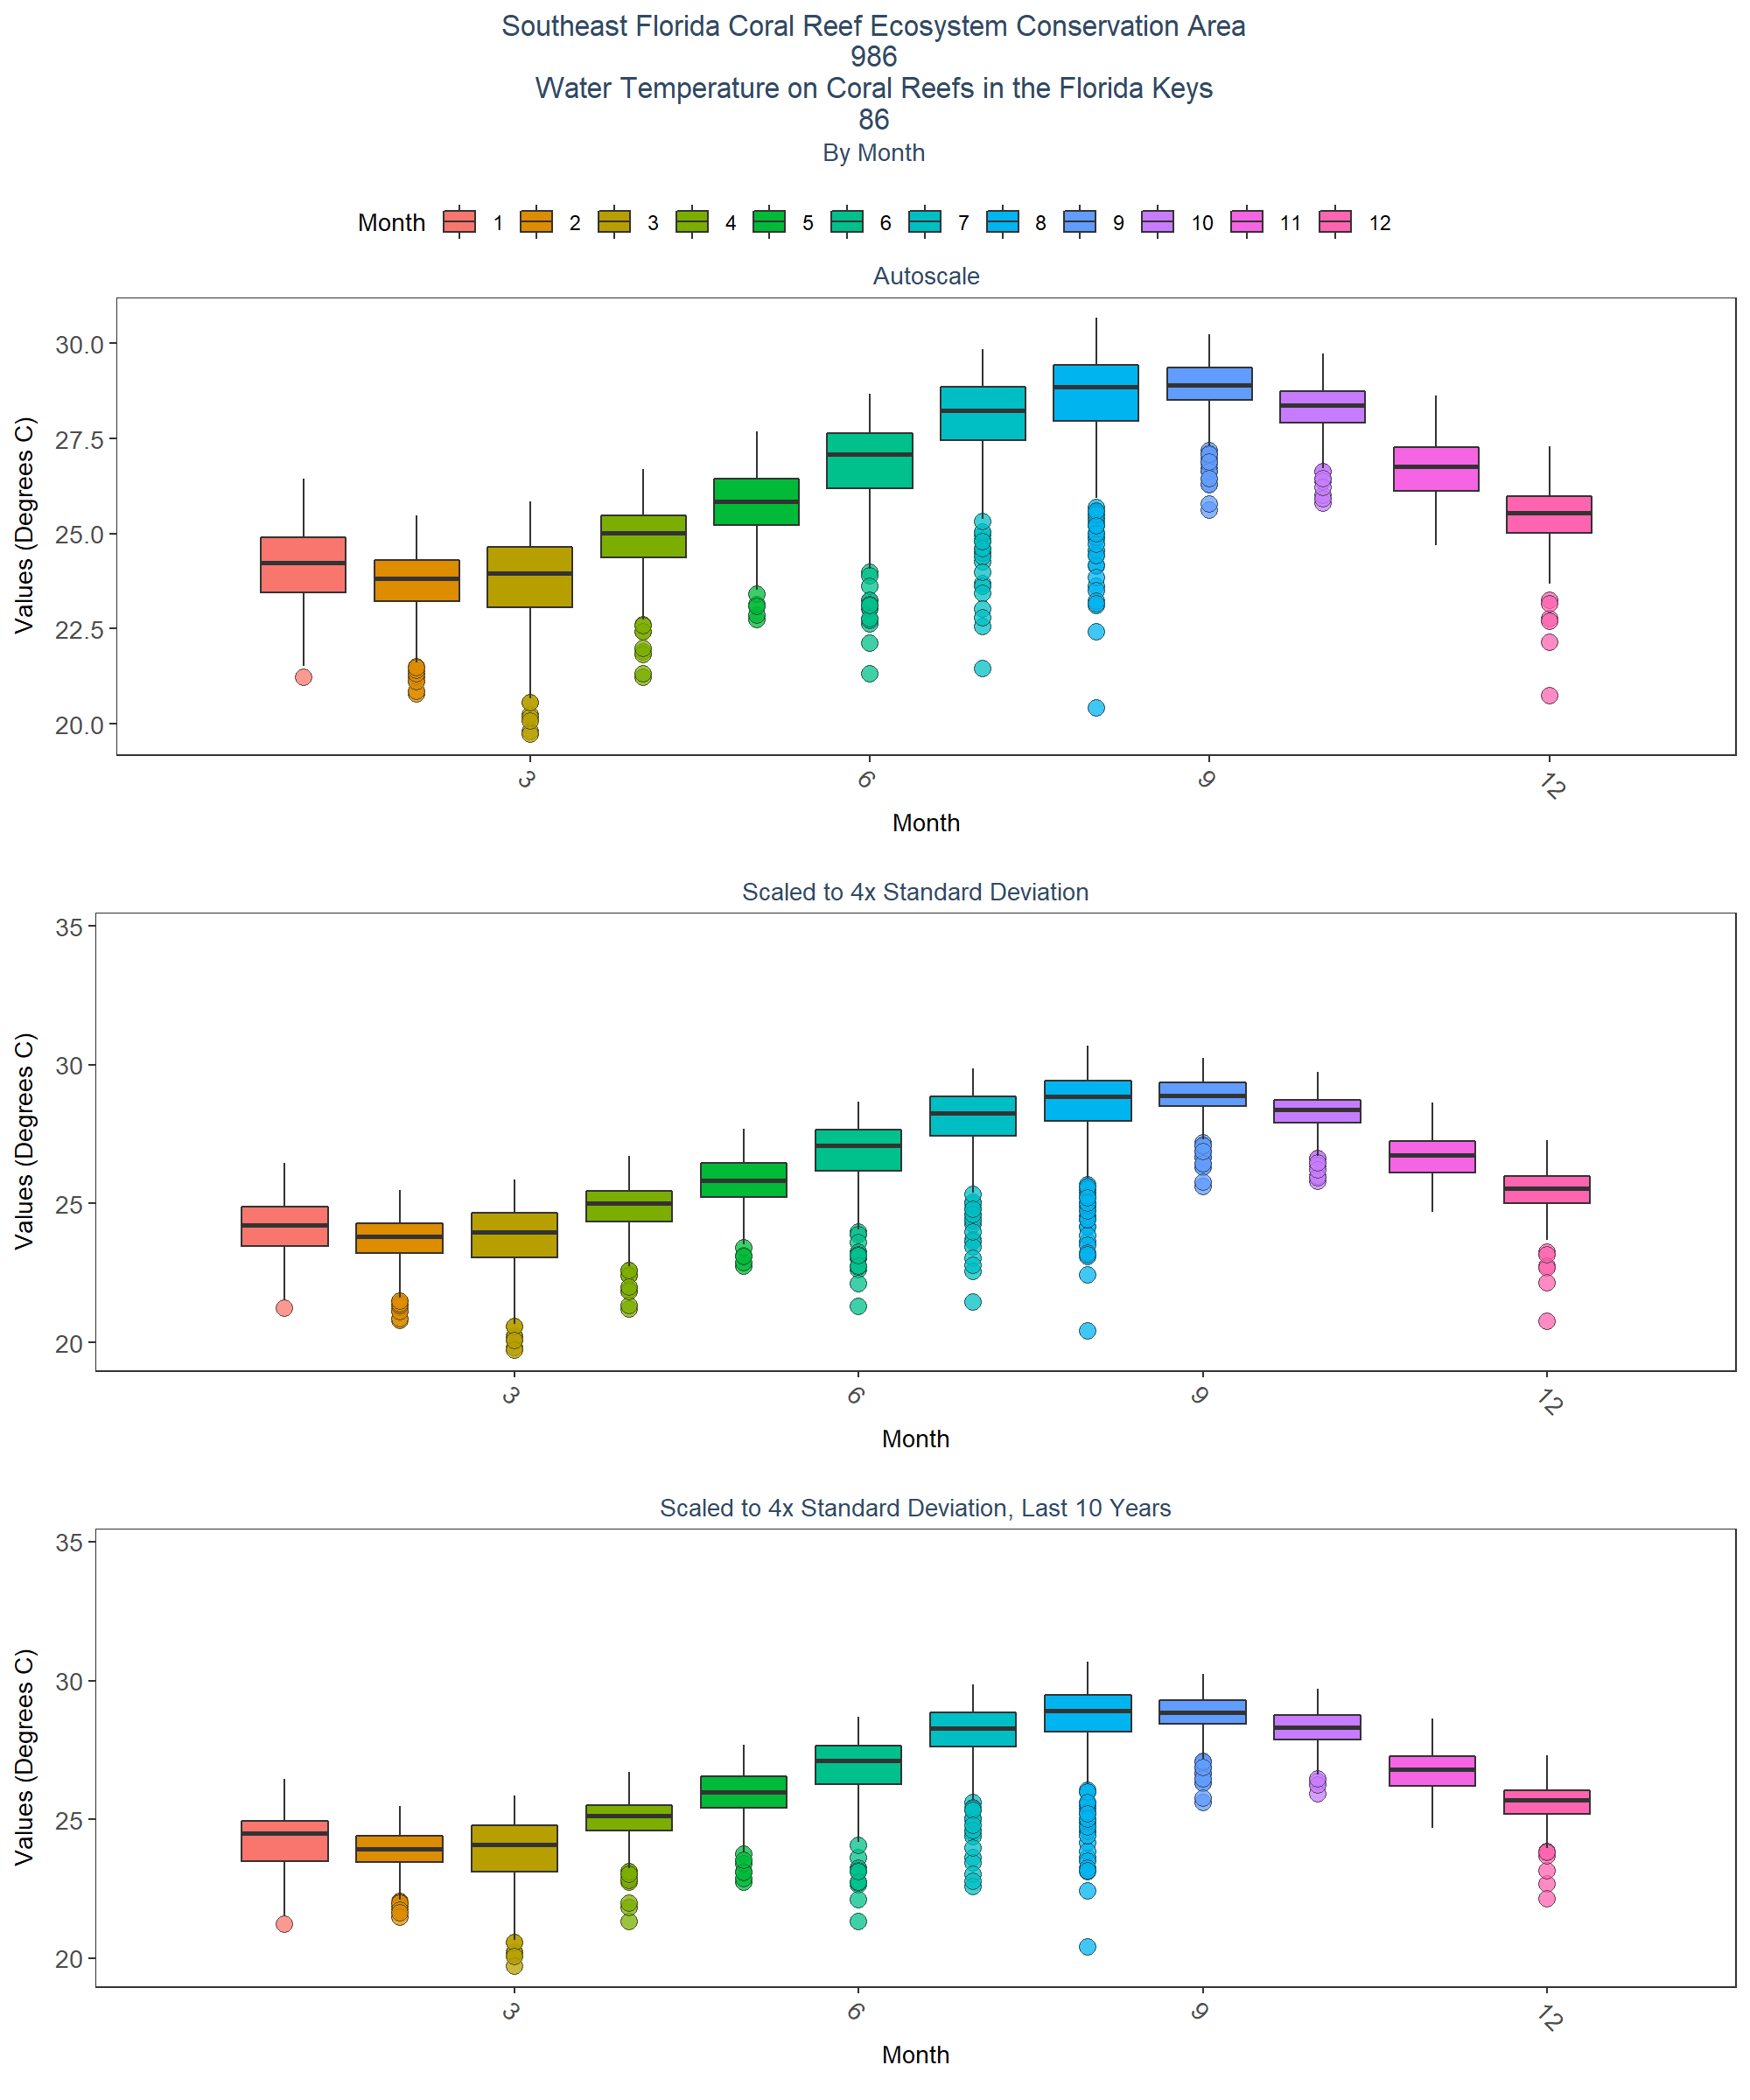 Southeast Florida Coral Reef Ecosystem Conservation Area
986
Water Temperature on Coral Reefs in the Florida Keys
86
By Month
Month 1 2 3 4 5 6 7 8 9 10 11 12
Autoscale
Values (Degrees C)
30.0
27.5
25.0
22.5
20.0
3 6 9 12
Month
Scaled to 4x Standard Deviation
Values (Degrees C)
35
30
25
20
3 6 9 12
Month
Scaled to 4x Standard Deviation, Last 10 Years
Values (Degrees C)
35
30
25
20
3 6 9 12
Month